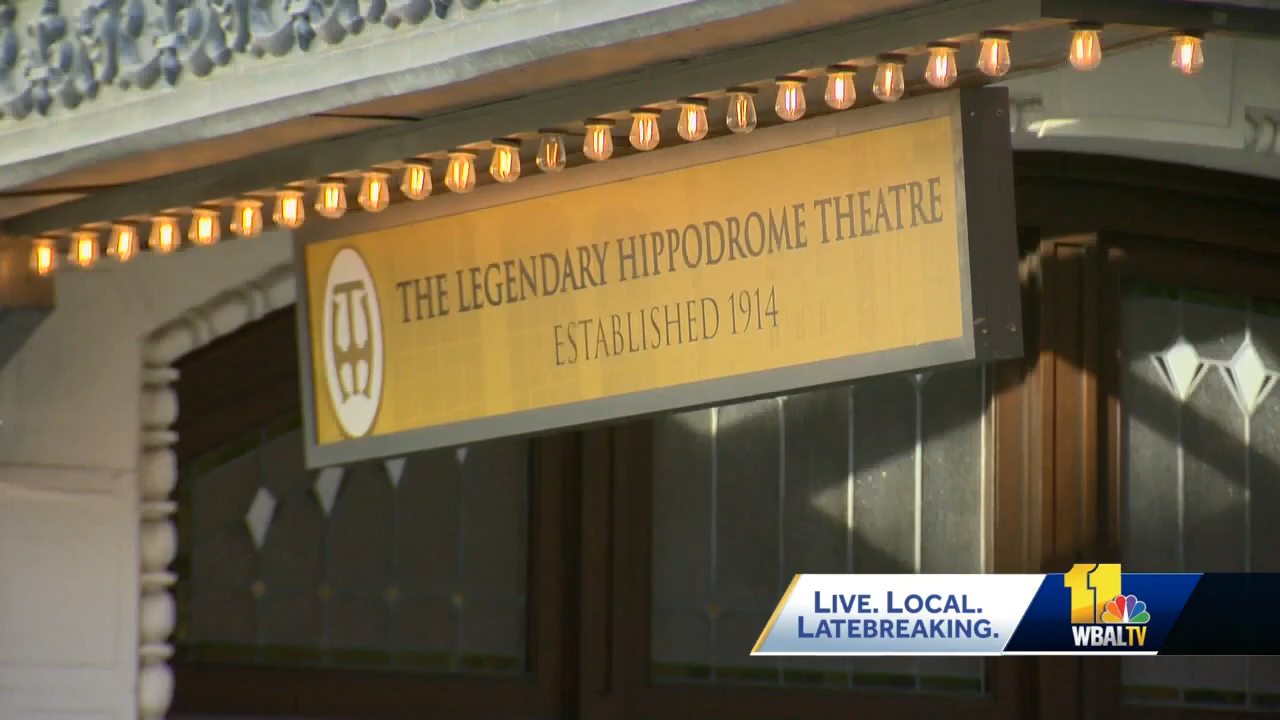 THE LEGENDARY HIPPODROME THEATRE
ESTABLISHED 1914
LIVE. LOCAL.
LATEBREAKING.
11
WBALTV